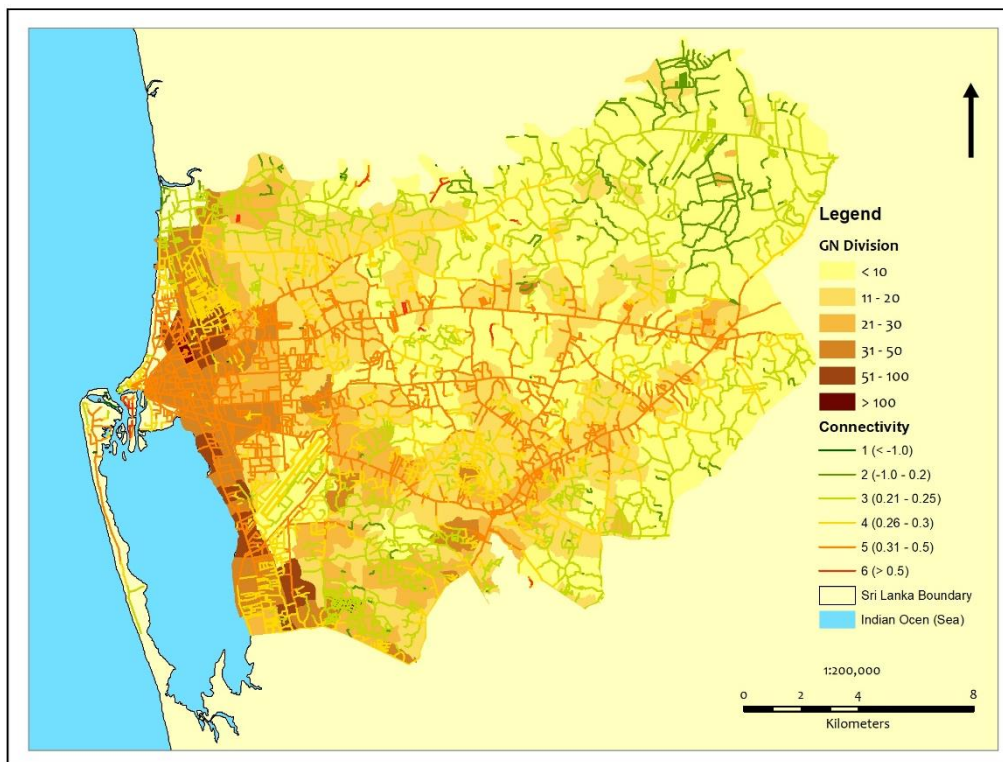 Legend
GN Division
< 10
11 - 20
21 - 30
31 - 50
51 - 100
> 100
Connectivity
1 (< -1.0)
2 (-1.0 - 0.2)
3 (0.21 - 0.25)
4 (0.26 - 0.3)
5 (0.31 - 0.5)
6 (> 0.5)
Sri Lanka Boundary
Indian Ocen (Sea)
1:200,000
0 2 4 8
Kilometers